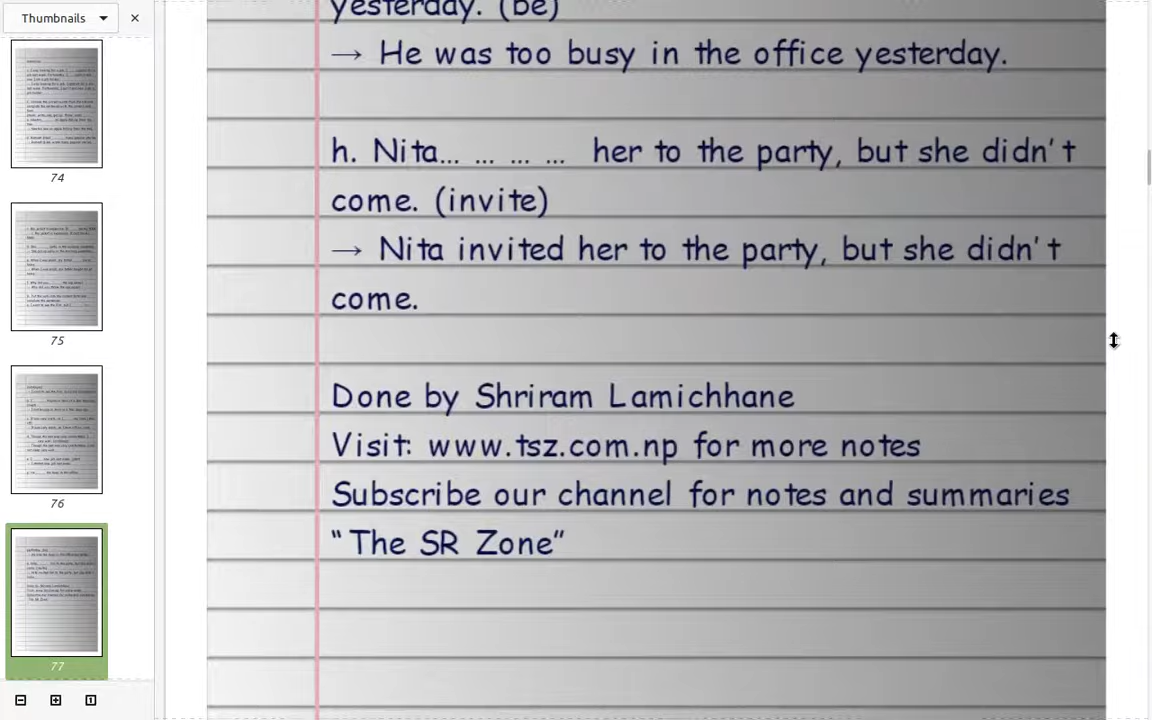 Thumbnails
74
75
76
77
yesterday. (be)
→ He was too busy in the office yesterday.
h. Nita... ... ... ... her to the party, but she didn't
come. (invite)
→ Nita invited her to the party, but she didn't
come.
Done by Shriram Lamichhane
Visit: www.tsz.com.np for more notes
Subscribe our channel for notes and summaries
"The SR Zone"